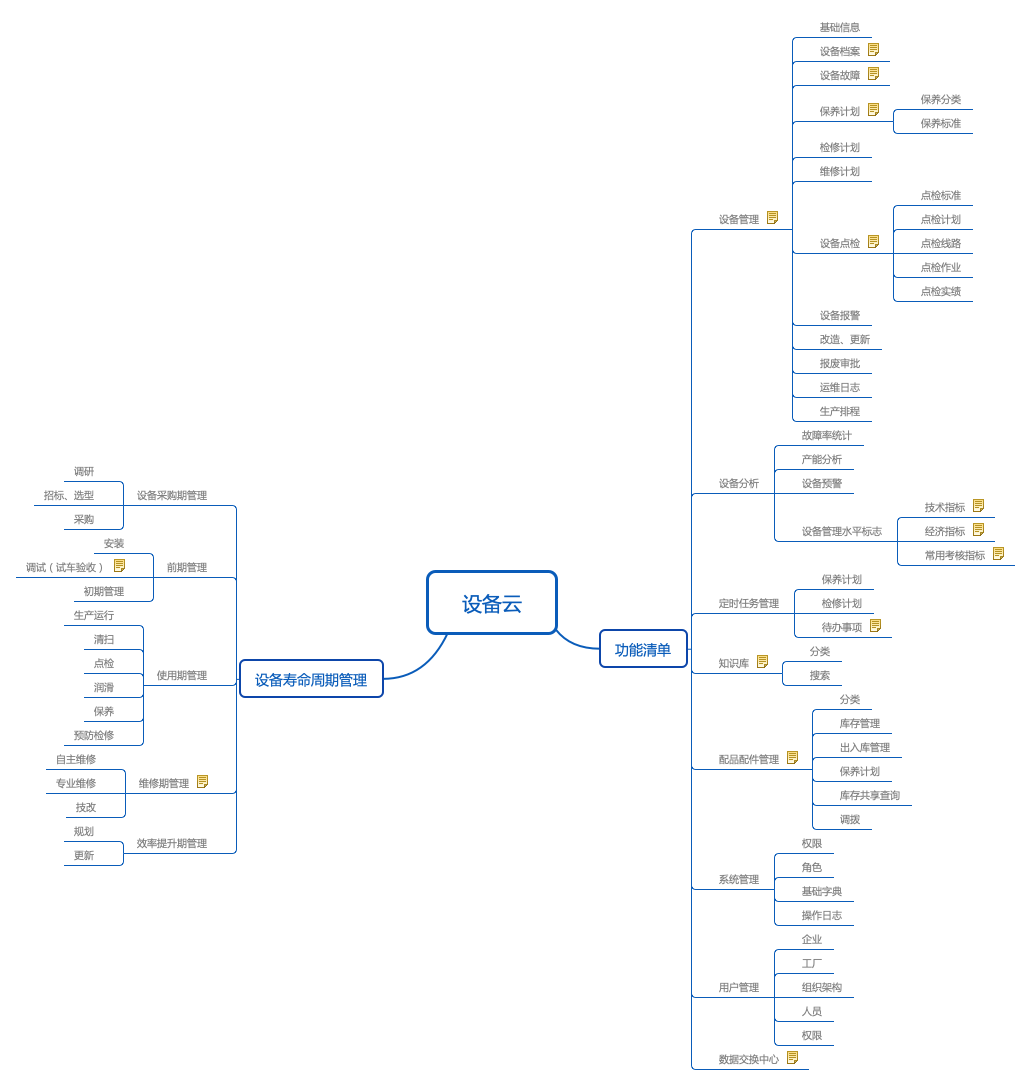 设备云
功能清单
设备管理
基础信息
设备档案
设备故障
保养计划
保养分类
保养标准
检修计划
维修计划
设备点检
点检标准
点检计划
点检线路
点检作业
点检实绩
设备报警
改造、更新
报废审批
运维日志
生产排程
设备分析
故障率统计
产能分析
设备预警
设备管理水平标志
技术指标
经济指标
常用考核指标
定时任务管理
保养计划
检修计划
待办事项
知识库
分类
搜索
配品配件管理
分类
库存管理
出入库管理
保养计划
库存共享查询
调拨
系统管理
权限
角色
基础字典
操作日志
用户管理
企业
工厂
组织架构
人员
权限
数据交换中心
设备寿命周期管理
设备采购期管理
调研
招标、选型
采购
前期管理
安装
调试（试车验收）
初期管理
使用期管理
生产运行
清扫
点检
润滑
保养
预防检修
维修期管理
自主维修
专业维修
技改
效率提升期管理
规划
更新